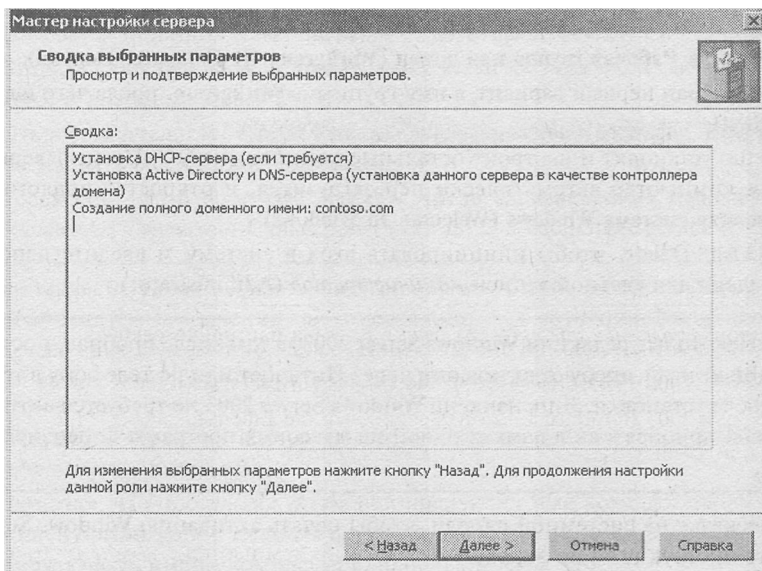 Мастер настройки сервера
Сводка выбранных параметров
Просмотр и подтверждение выбранных параметров.
Сводка:
Установка DHCP-сервера (если требуется)
Установка Active Directory и DNS-сервера (установка данного сервера в качестве контроллера
домена)
Создание полного доменного имени: contoso.com
Для изменения выбранных параметров нажмите кнопку "Назад". Для продолжения настройки
данной роли нажмите кнопку "Далее".
< Назад
Далее >
Отмена
Справка